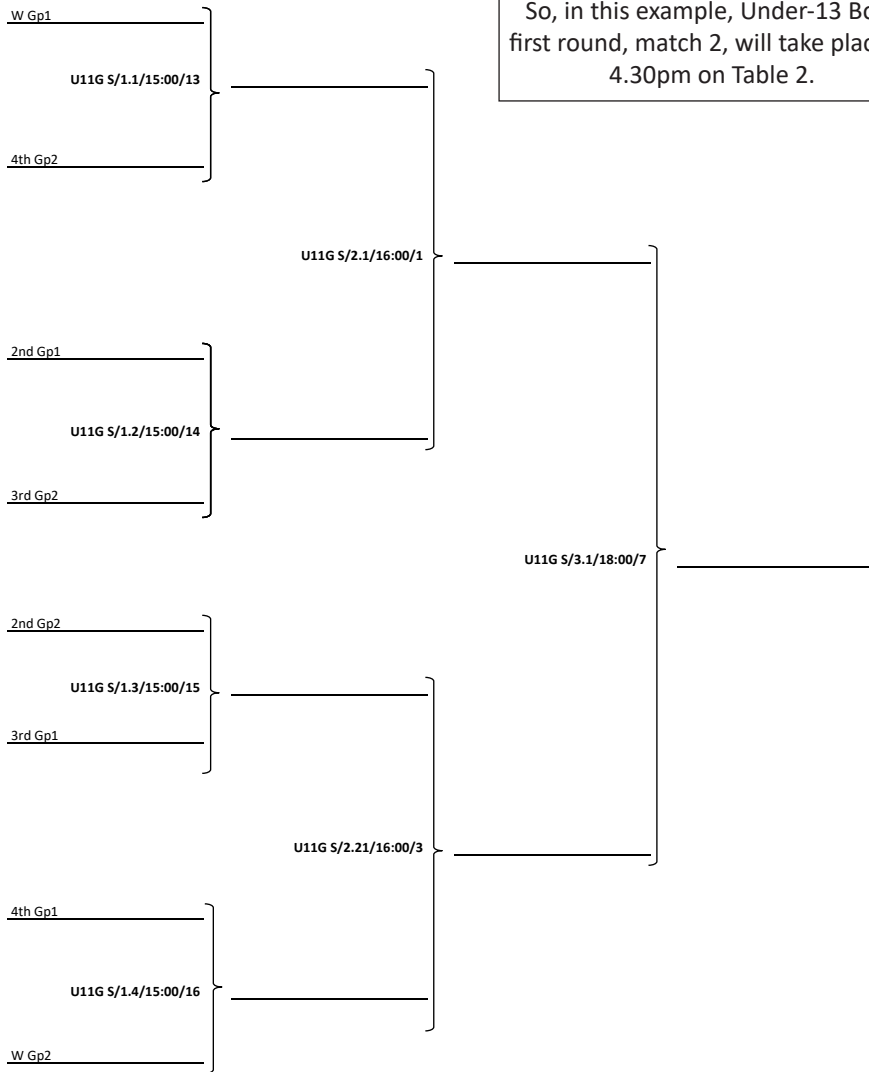 So, in this example, Under-13
first round, match 2, will take
4.30pm on Table 2.
W Gp1
U11G S/1.1/15:00/13
4th Gp2
U11G S/2.1/16:00/1
2nd Gp1
U11G S/1.2/15:00/14
3rd Gp2
U11G S/3.1/18:00/7
2nd Gp2
U11G S/1.3/15:00/15
3rd Gp1
U11G S/2.21/16:00/3
4th Gp1
U11G S/1.4/15:00/16
W Gp2